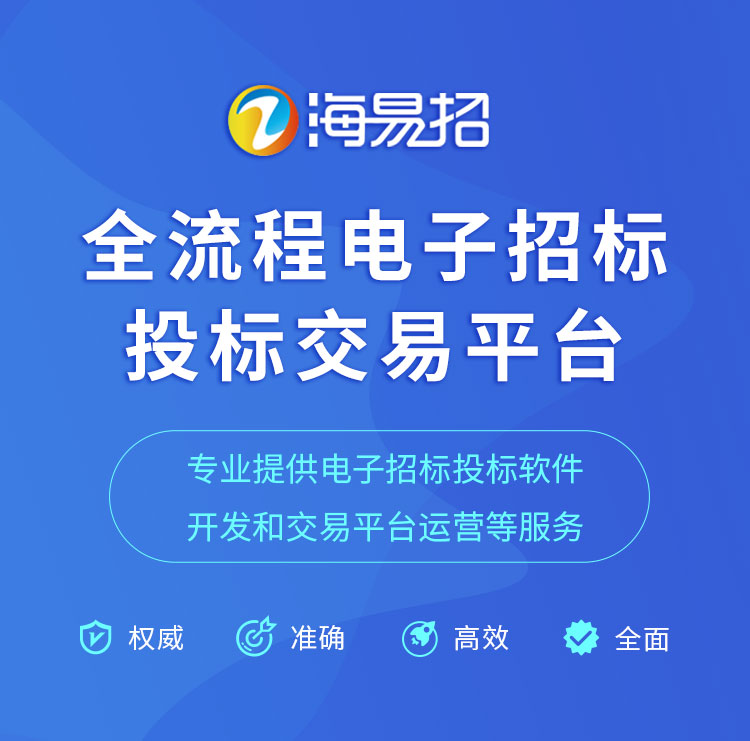 海易招
全流程电子招标
投标交易平台
专业提供电子招标投标软件
开发和交易平台运营等服务
权威 准确 高效 全面